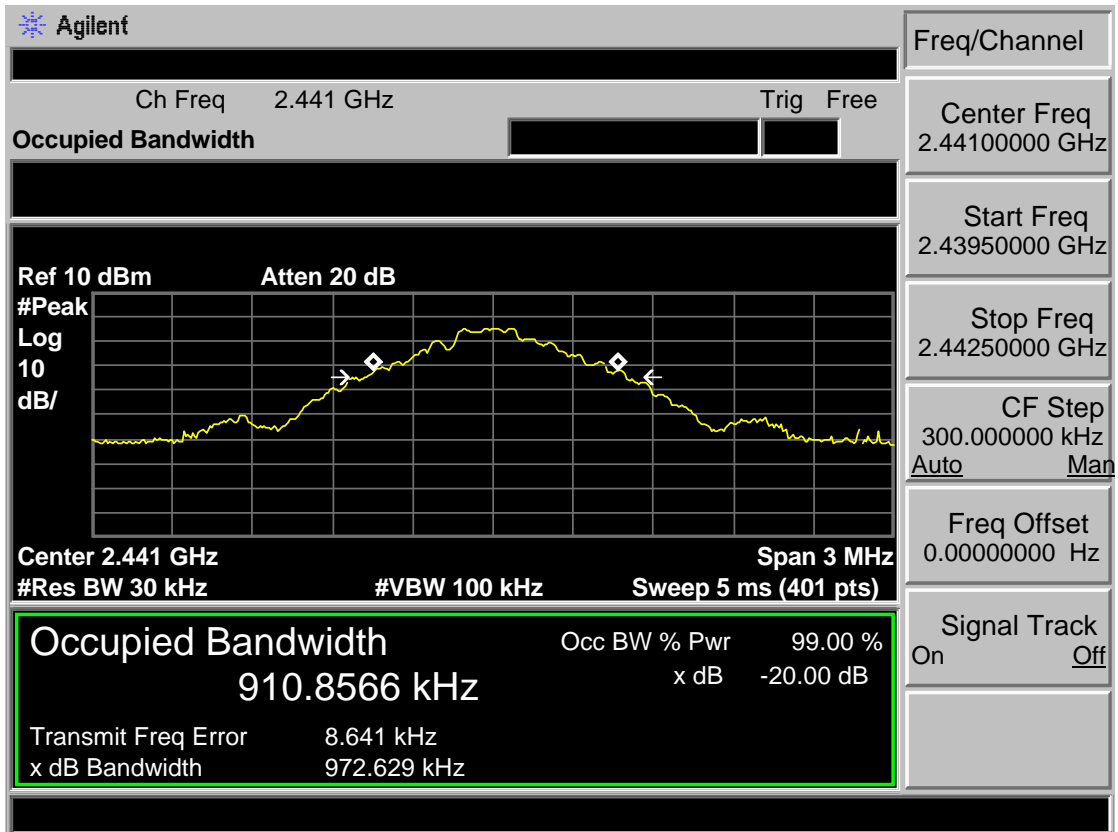 Agilent
Freq/Channel
Ch Freq 2.441 GHz Trig Free
Occupied Bandwidth
Center Freq
2.44100000 GHz
Start Freq
2.43950000 GHz
Stop Freq
2.44250000 GHz
CF Step
300.000000 kHz
Auto Man
Freq Offset
0.00000000 Hz
Signal Track
On Off
Ref 10 dBm Atten 20 dB
#Peak
Log
10
dB/
Center 2.441 GHz Span 3 MHz
#Res BW 30 kHz #VBW 100 kHz Sweep 5 ms (401 pts)
Occupied Bandwidth Occ BW % Pwr 99.00 %
910.8566 kHz x dB -20.00 dB
Transmit Freq Error 8.641 kHz
x dB Bandwidth 972.629 kHz